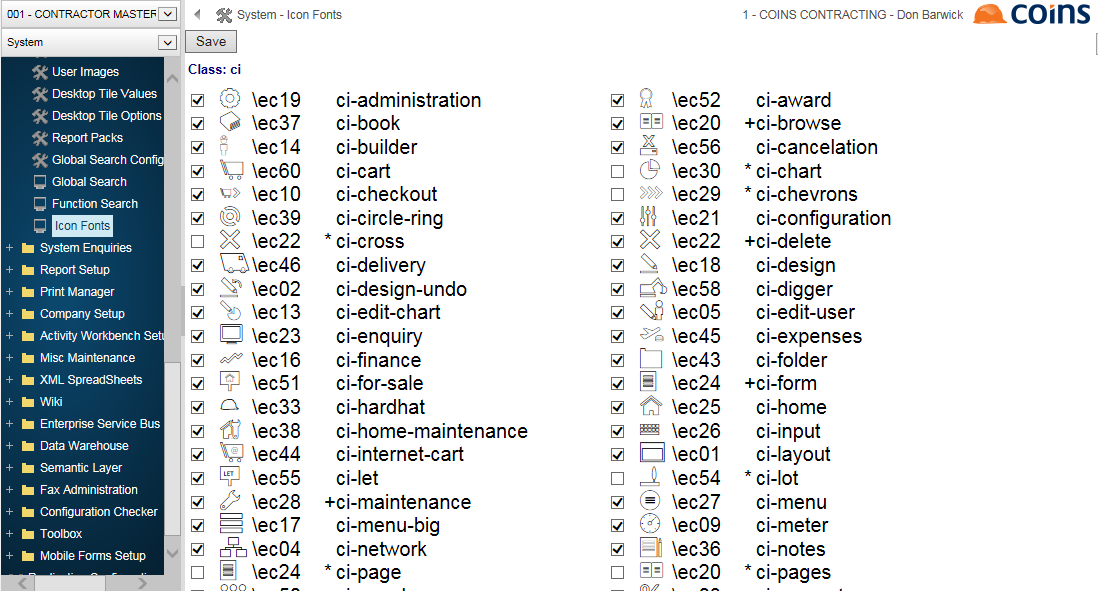 001 - CONTRACTOR MASTER
System
User Images
Desktop Tile Values
Desktop Tile Options
Report Packs
Global Search Config
Global Search
Function Search
Icon Fonts
+ System Enquiries
+ Report Setup
+ Print Manager
+ Company Setup
+ Activity Workbench Setu
+ Misc Maintenance
+ XML SpreadSheets
+ Wiki
+ Enterprise Service Bus
+ Data Warehouse
+ Semantic Layer
+ Fax Administration
+ Configuration Checker
+ Toolbox
+ Mobile Forms Setup
System - Icon Fonts
1 - COINS CONTRACTING - Don Barwick
coins
Save
Class: ci
\ec19 ci-administration
\ec37 ci-book
\ec14 ci-builder
\ec60 ci-cart
\ec10 ci-checkout
\ec39 ci-circle-ring
\ec22 * ci-cross
\ec46 ci-delivery
\ec02 ci-design-undo
\ec13 ci-edit-chart
\ec23 ci-enquiry
\ec16 ci-finance
\ec51 ci-for-sale
\ec33 ci-hardhat
\ec38 ci-home-maintenance
\ec44 ci-internet-cart
LET \ec55 ci-let
\ec28 +ci-maintenance
\ec17 ci-menu-big
\ec04 ci-network
\ec24 * ci-page
\ec52 ci-award
\ec20 +ci-browse
\ec56 ci-cancelation
\ec30 * ci-chart
\ec29 * ci-chevrons
\ec21 ci-configuration
\ec22 +ci-delete
\ec18 ci-design
\ec58 ci-digger
\ec05 ci-edit-user
\ec45 ci-expenses
\ec43 ci-folder
\ec24 +ci-form
\ec25 ci-home
\ec26 ci-input
\ec01 ci-layout
\ec54 * ci-lot
\ec27 ci-menu
\ec09 ci-meter
\ec36 ci-notes
\ec20 * ci-pages